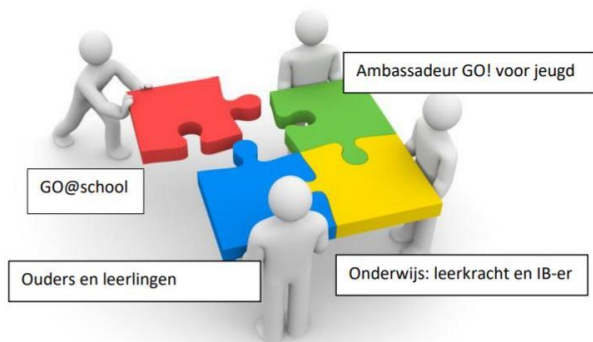 Ambassadeur GO! voor jeugd
GO@school
Ouders en leerlingen
Onderwijs: leerkracht en IB-er